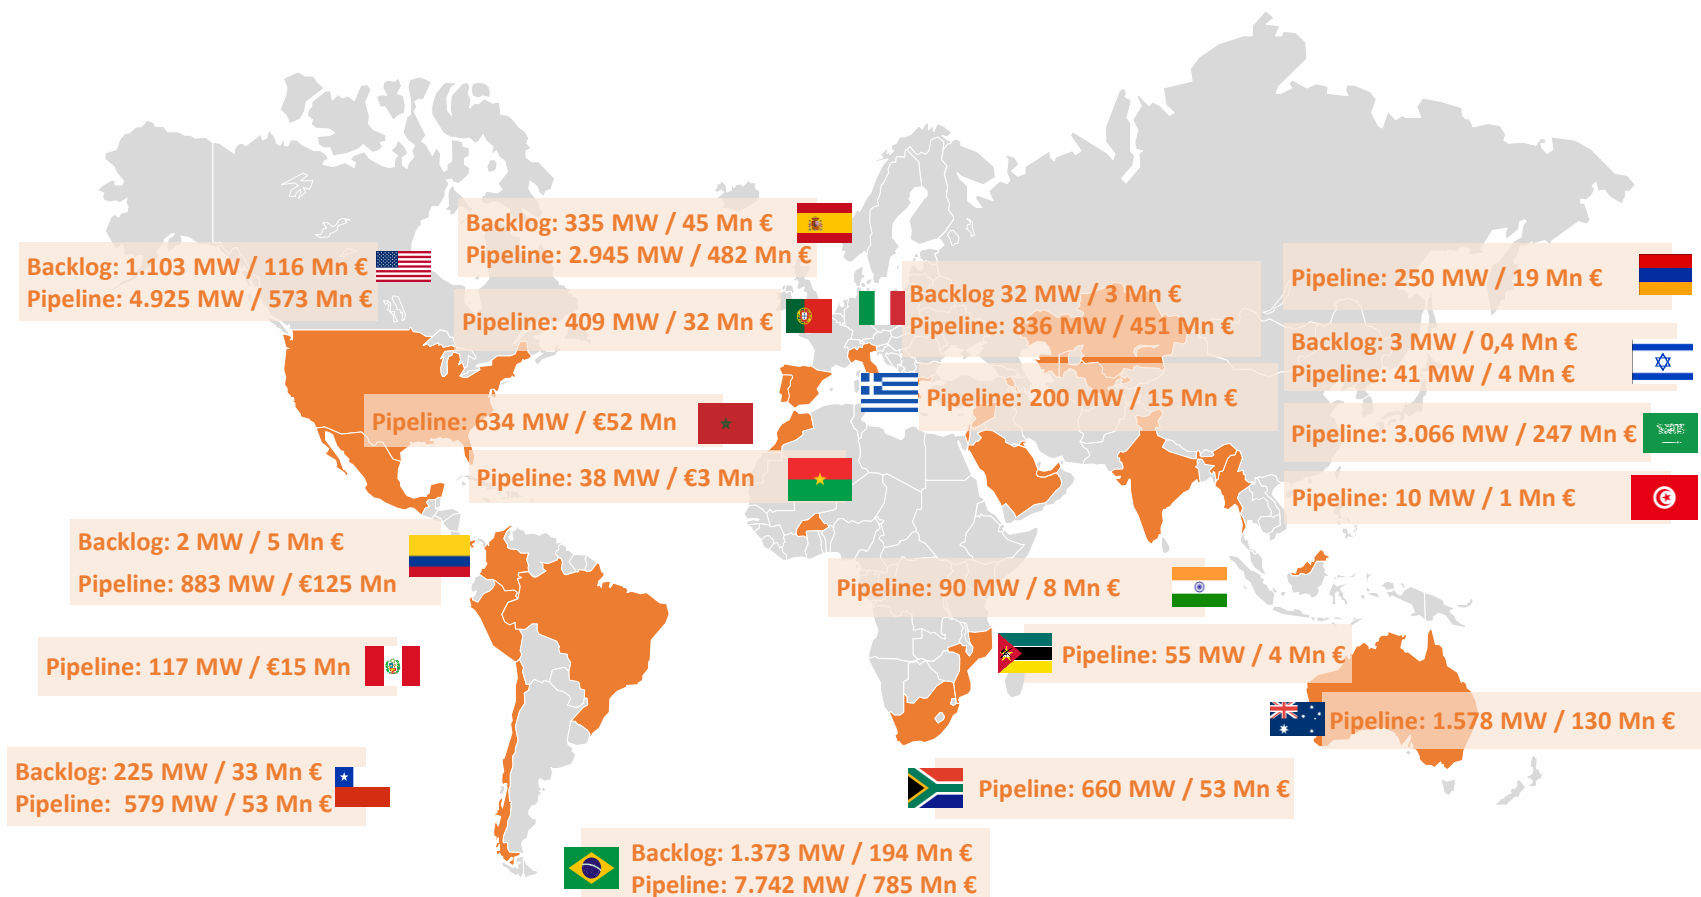 Backlog: 335 MW / 45 Mn €
Pipeline: 2.945 MW / 482 Mn €
Backlog: 1.103 MW / 116 Mn €
Pipeline: 4.925 MW / 573 Mn €
Pipeline: 409 MW / 32 Mn €
Backlog 32 MW / 3 Mn €
Pipeline: 836 MW / 451 Mn €
Pipeline: 250 MW / 19 Mn €
Backlog: 3 MW / 0,4 Mn €
Pipeline: 41 MW / 4 Mn €
Pipeline: 200 MW / 15 Mn €
Pipeline: 634 MW / €52 Mn
Pipeline: 3.066 MW / 247 Mn €
Pipeline: 38 MW / €3 Mn
Pipeline: 10 MW / 1 Mn €
Backlog: 2 MW / 5 Mn €
Pipeline: 883 MW / €125 Mn
Pipeline: 90 MW / 8 Mn €
Pipeline: 117 MW / €15 Mn
Pipeline: 55 MW / 4 Mn €
Pipeline: 1.578 MW / 130 Mn €
Backlog: 225 MW / 33 Mn €
Pipeline: 579 MW / 53 Mn €
Pipeline: 660 MW / 53 Mn €
Backlog: 1.373 MW / 194 Mn €
Pipeline: 7.742 MW / 785 Mn €